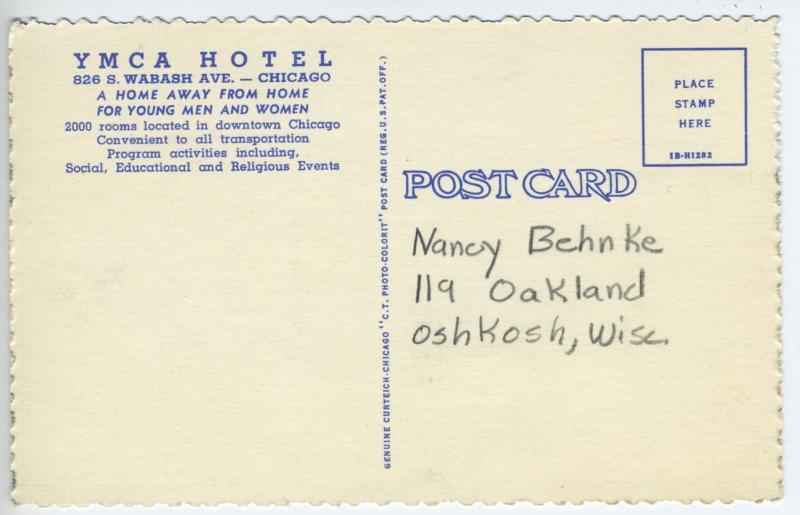 YMCA HOTEL
826 S. WABASH AVE. — CHICAGO
A HOME AWAY FROM HOME
FOR YOUNG MEN AND WOMEN
2000 rooms located in downtown Chicago
Convenient to all transportation
Program activities including,
Social, Educational and Religious Events
GENUINE CURTEICH-CHICAGO "C.T. PHOTO-COLORIT" POST CARD (REG.U.S.PAT.OFF.)
PLACE
STAMP
HERE
1B-H1262
POST CARD
Nancy Behnke
119 Oakland
Oshkosh, Wisc.